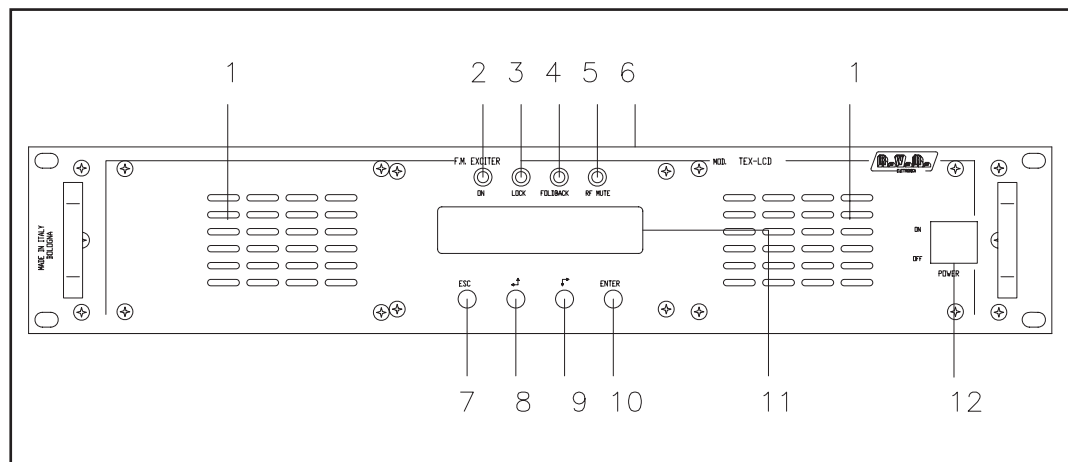 1 2 3 4 5 6 1
F.M. EXCITER MOD. TEX-LCD R.V.R.
ELETTRONICA
ON LOCK FOLDBACK RF MUTE
MADE IN ITALY
BOLOGNA
ON
OFF
POWER
ESC ENTER
7 8 9 10 11 12